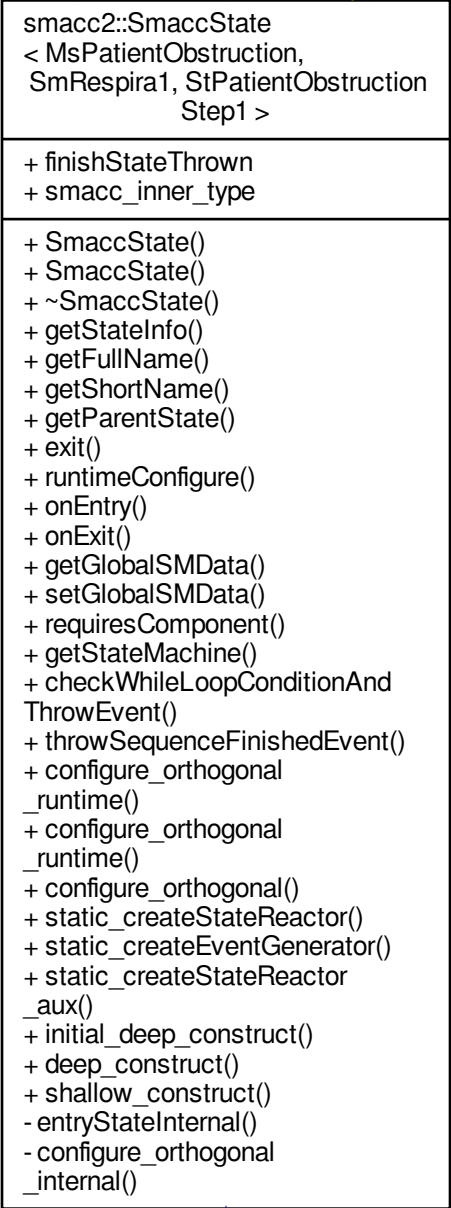 smacc2::SmaccState
< MsPatientObstruction,
SmRespira1, StPatientObstruction
Step1 >
+ finishStateThrown
+ smacc_inner_type
+ SmaccState()
+ SmaccState()
+ ~SmaccState()
+ getStateInfo()
+ getFullName()
+ getShortName()
+ getParentState()
+ exit()
+ runtimeConfigure()
+ onEntry()
+ onExit()
+ getGlobalSMData()
+ setGlobalSMData()
+ requiresComponent()
+ getStateMachine()
+ checkWhileLoopConditionAnd
ThrowEvent()
+ throwSequenceFinishedEvent()
+ configure_orthogonal
_runtime()
+ configure_orthogonal
_runtime()
+ configure_orthogonal()
+ static_createStateReactor()
+ static_createEventGenerator()
+ static_createStateReactor
_aux()
+ initial_deep_construct()
+ deep_construct()
+ shallow_construct()
- entryStateInternal()
- configure_orthogonal
_internal()